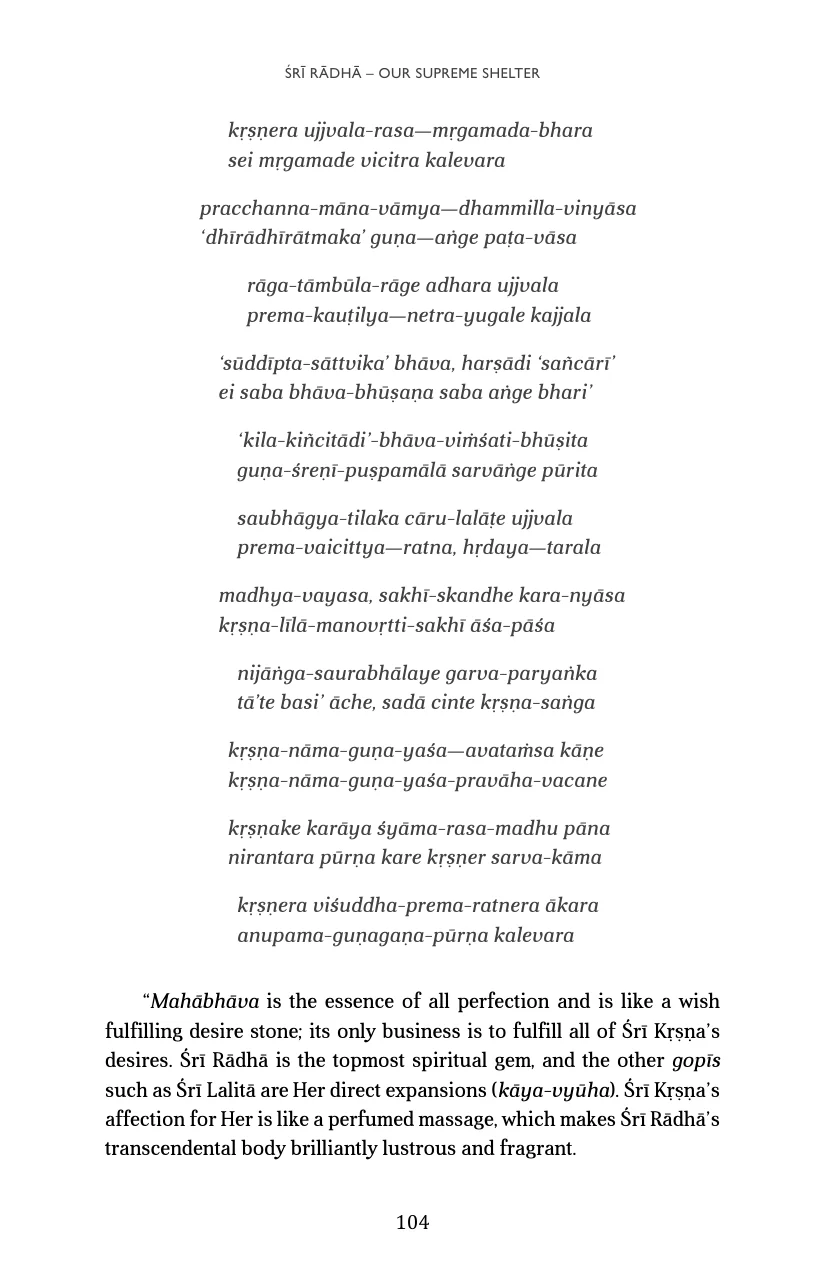 ŚRĪ RĀDHĀ – OUR SUPREME SHELTER
kṛṣṇera ujjvala-rasa—mṛgamada-bhara
sei mṛgamade vicitra kalevara
pracchanna-māna-vāmya—dhammilla-vinyāsa
‘dhīrādhīrātmaka’ guṇa—aṅge paṭa-vāsa
rāga-tāmbūla-rāge adhara ujjvala
prema-kauṭilya—netra-yugale kajjala
‘sūddīpta-sāttvika’ bhāva, harṣādi ‘sañcārī’
ei saba bhāva-bhūṣaṇa saba aṅge bhari’
‘kila-kiñcitādi’-bhāva-viṁśati-bhūṣita
guṇa-śreṇī-puṣpamālā sarvāṅge pūrita
saubhāgya-tilaka cāru-lalāṭe ujjvala
prema-vaicittya—ratna, hṛdaya—tarala
madhya-vayasa, sakhī-skandhe kara-nyāsa
kṛṣṇa-līlā-manovṛtti-sakhī āśa-pāśa
nijāṅga-saurabhālaye garva-paryaṅka
tā’te basi’ āche, sadā cinte kṛṣṇa-saṅga
kṛṣṇa-nāma-guṇa-yaśa—avataṁsa kāṇe
kṛṣṇa-nāma-guṇa-yaśa-pravāha-vacane
kṛṣṇake karāya śyāma-rasa-madhu pāna
nirantara pūrṇa kare kṛṣṇer sarva-kāma
kṛṣṇera viśuddha-prema-ratnera ākara
anupama-guṇagaṇa-pūrṇa kalevara
“Mahābhāva is the essence of all perfection and is like a wish
fulfilling desire stone; its only business is to fulfill all of Śrī Kṛṣṇa’s
desires. Śrī Rādhā is the topmost spiritual gem, and the other gopīs
such as Śrī Lalitā are Her direct expansions (kāya-vyūha). Śrī Kṛṣṇa’s
affection for Her is like a perfumed massage, which makes Śrī Rādhā’s
transcendental body brilliantly lustrous and fragrant.
104